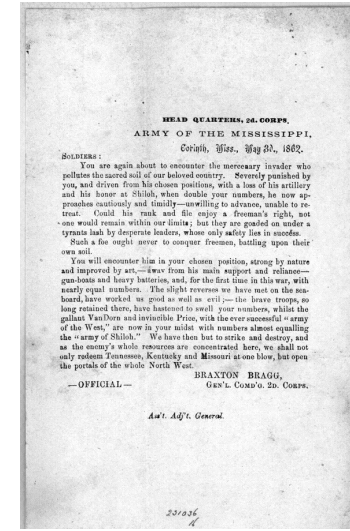 HEAD QUARTERS, 2d. CORPS,
ARMY OF THE MISSISSIPPI,
Corinth, Miss., May 3d., 1862.
SOLDIERS :
You are again about to encounter the mercenary invader who
pollutes the sacred soil of our beloved country. Severely punished by
you, and driven from his chosen positions, with a loss of his artillery
and his honor at Shiloh, when double your numbers, he now ap-
proaches cautiously and timidly—unwilling to advance, unable to re-
treat. Could his rank and file enjoy a freeman's right, not
one would remain within our limits; but they are goaded on under a
tyrants lash by desperate leaders, whose only safety lies in success.
Such a foe ought never to conquer freemen, battling upon their
own soil.
You will encounter him in your chosen position, strong by nature
and improved by art,—away from his main support and reliance—
gun-boats and heavy batteries, and, for the first time in this war, with
nearly equal numbers. The slight reverses we have met on the sea-
board, have worked us good as well as evil;—the brave troops, so
long retained there, have hastened to swell your numbers, whilst the
gallant VanDorn and invincible Price, with the ever successful "army
of the West," are now in your midst with numbers almost equalling
the "army of Shiloh." We have then but to strike and destroy, and
as the enemy's whole resources are concentrated here, we shall not
only redeem Tennessee, Kentucky and Missouri at one blow, but open
the portals of the whole North West.
BRAXTON BRAGG,
—OFFICIAL— GEN'L. COMD'G. 2D. CORPS.
Ass't. Adj't. General.
231036